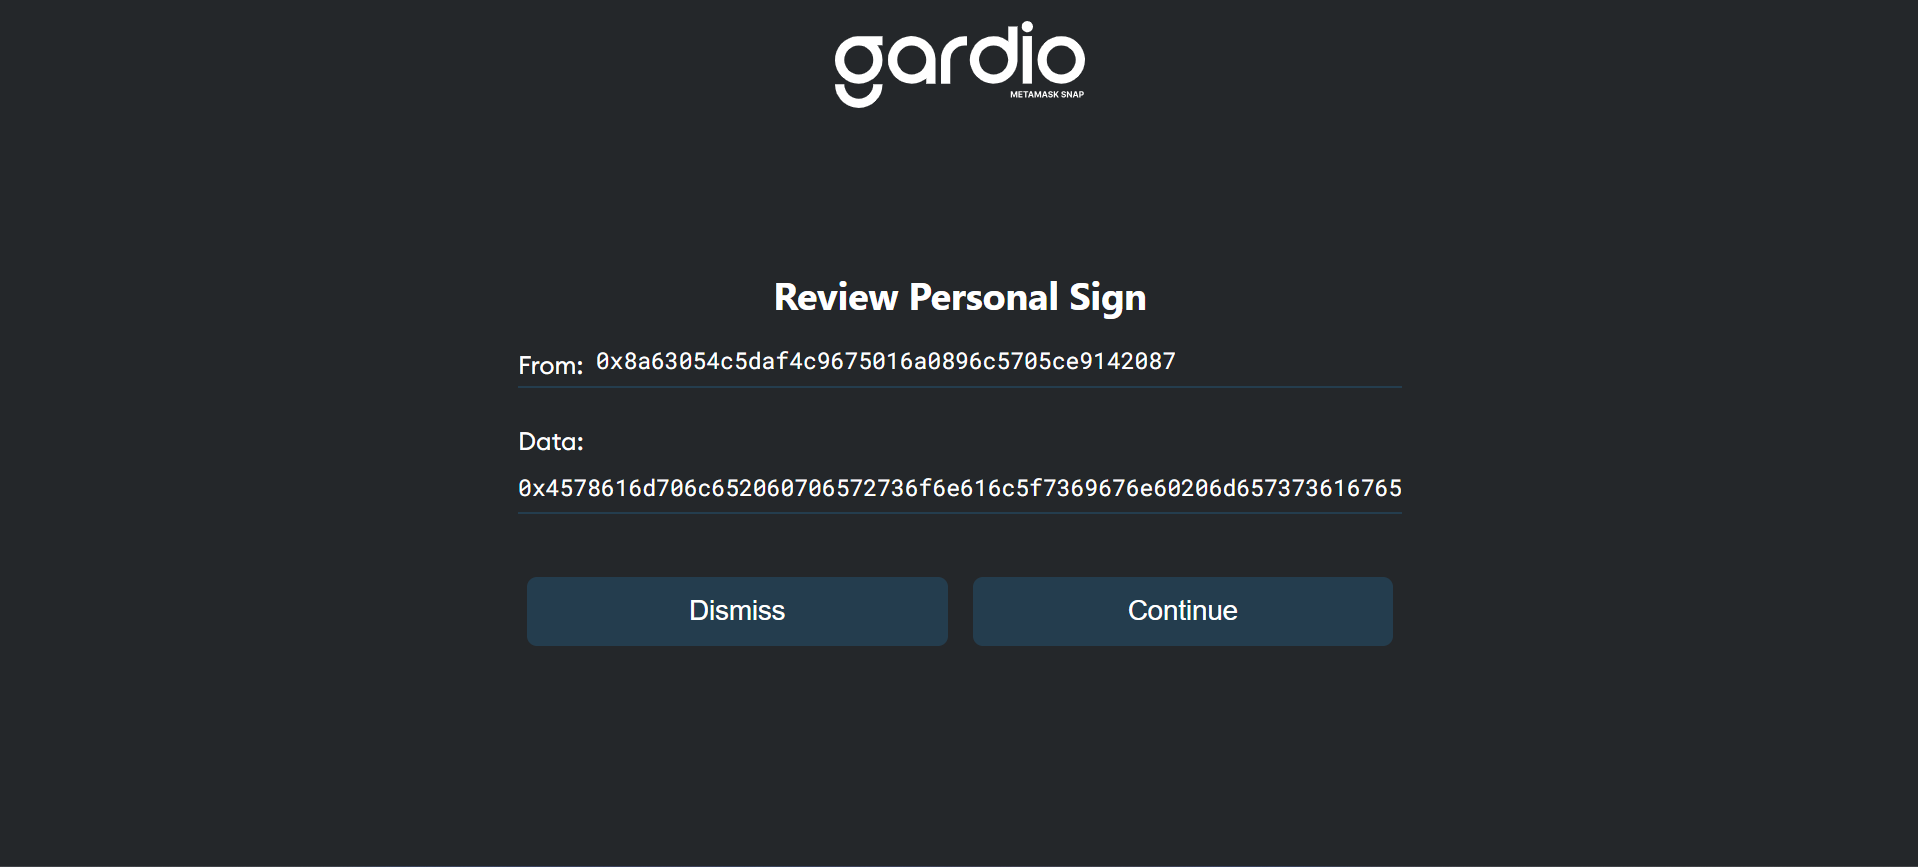 gardio
METAMASK SNAP
Review Personal Sign
From: 0x8a63054c5daf4c9675016a0896c5705ce9142087
Data:
0x4578616d706c652060706572736f6e616c5f7369676e60206d657373616765
Dismiss
Continue